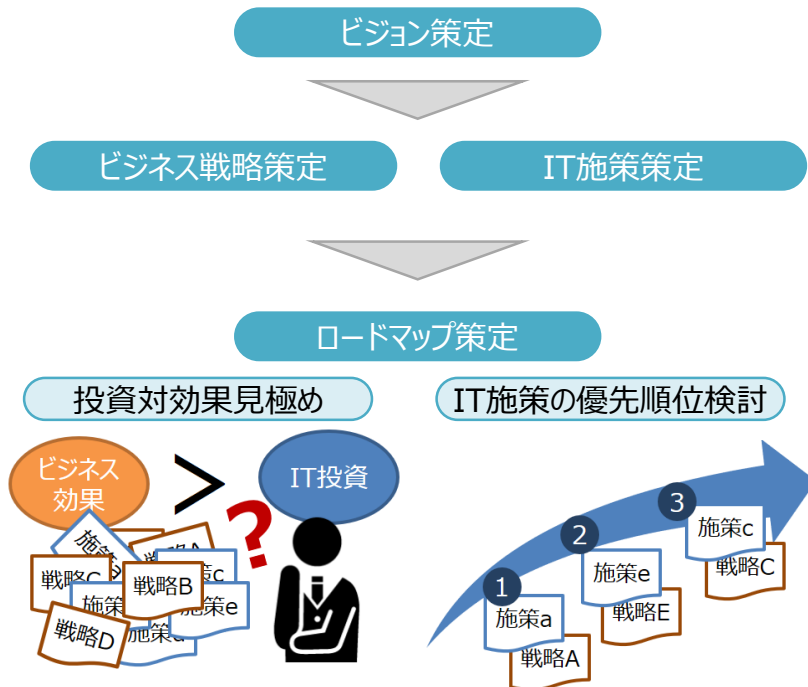 ビジョン策定
ビジネス戦略策定
IT施策策定
ロードマップ策定
投資対効果見極め
IT施策の優先順位検討
ビジネス
効果
>
IT投資
?
戦略C
戦略B
施策e
戦略D
1
施策a
戦略A
2
施策e
戦略E
3
施策c
戦略C